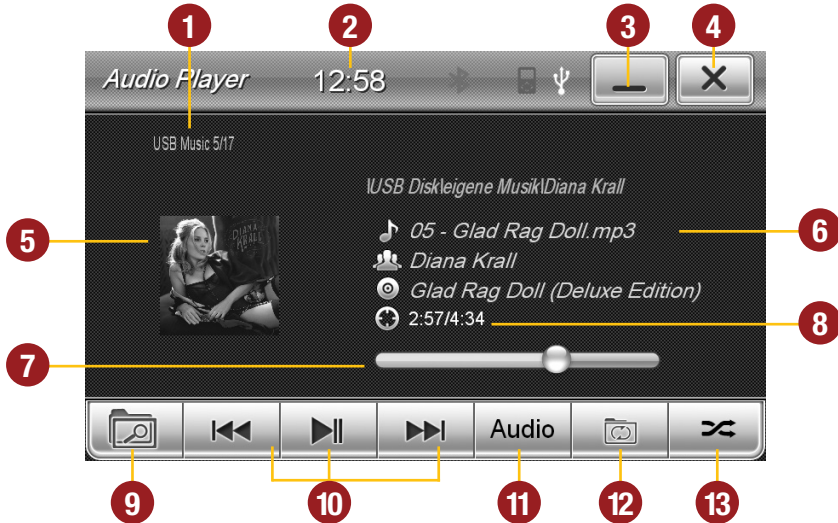 1 2 3 4
Audio Player 12:58
USB Music 5/17
\USB Disk\eigene Musik\Diana Krall
5 6
05 - Glad Rag Doll.mp3
DIANA KRALL
Diana Krall
Glad Rag Doll (Deluxe Edition)
2:57/4:34
8
7
Audio
9 10 11 12 13